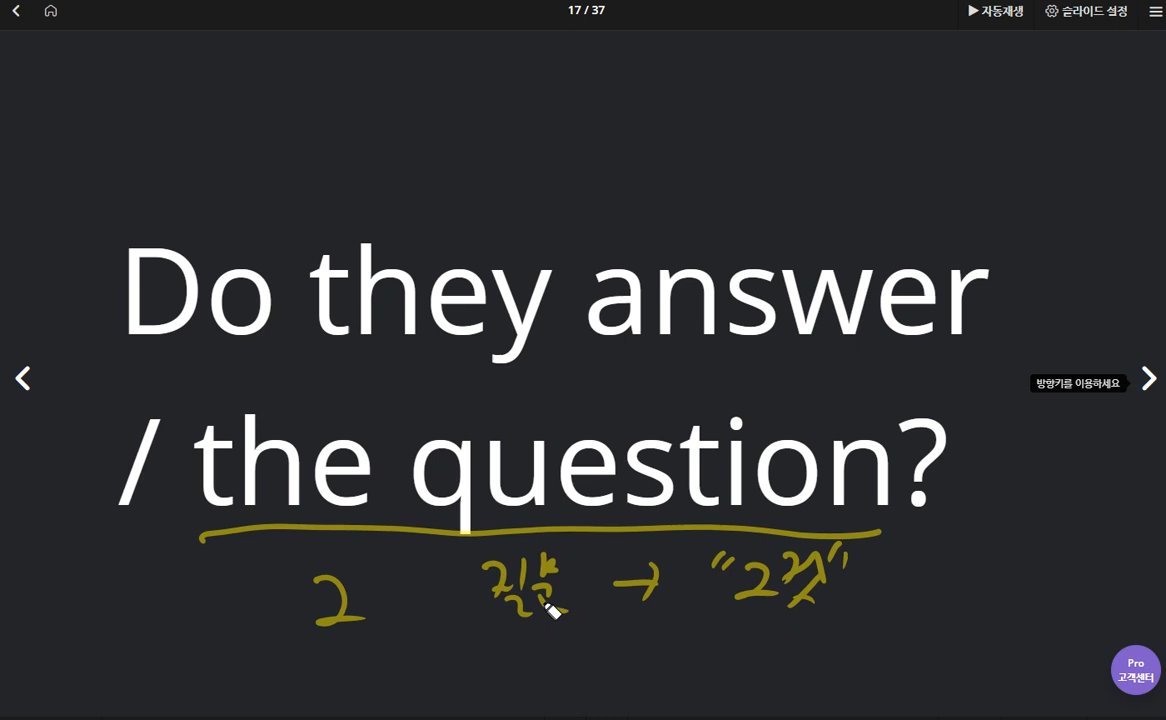 17 / 37
▶ 자동재생
슬라이드 설정
Do they answer
/ the question?
방향키를 이용하세요
그 질문 → "그것"
Pro
고객센터